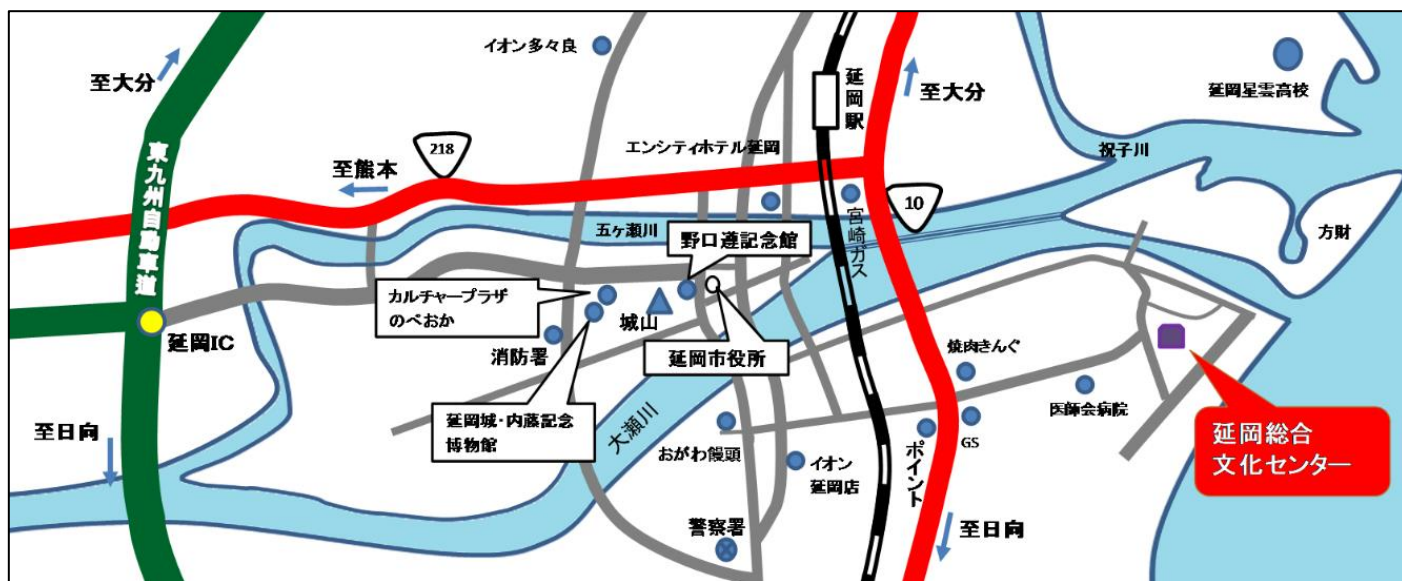 イオン多々良
至大分
東九州自動車道
218
至熊本
エンシティホテル延岡
延岡駅
至大分
延岡星雲高校
祝子川
10
五ヶ瀬川
野口遵記念館
宮崎ガス
方財
カルチャープラザ
のべおか
城山
延岡IC
消防署
延岡市役所
焼肉きんぐ
至日向
延岡城・内藤記念
博物館
大瀬川
おがわ饅頭
イオン
延岡店
ポイント
GS
医師会病院
延岡総合
文化センター
警察署
至日向